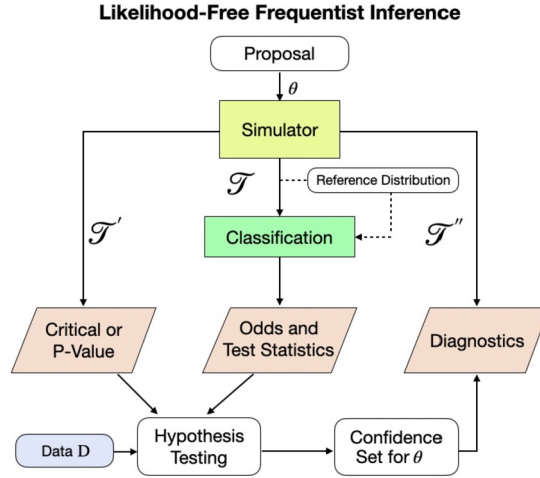 Likelihood-Free Frequentist Inference
Proposal
θ
Simulator
𝒯
Reference Distribution
𝒯′
Classification
𝒯″
Critical or
P-Value
Odds and
Test Statistics
Diagnostics
Data D
Hypothesis
Testing
Confidence
Set for θ